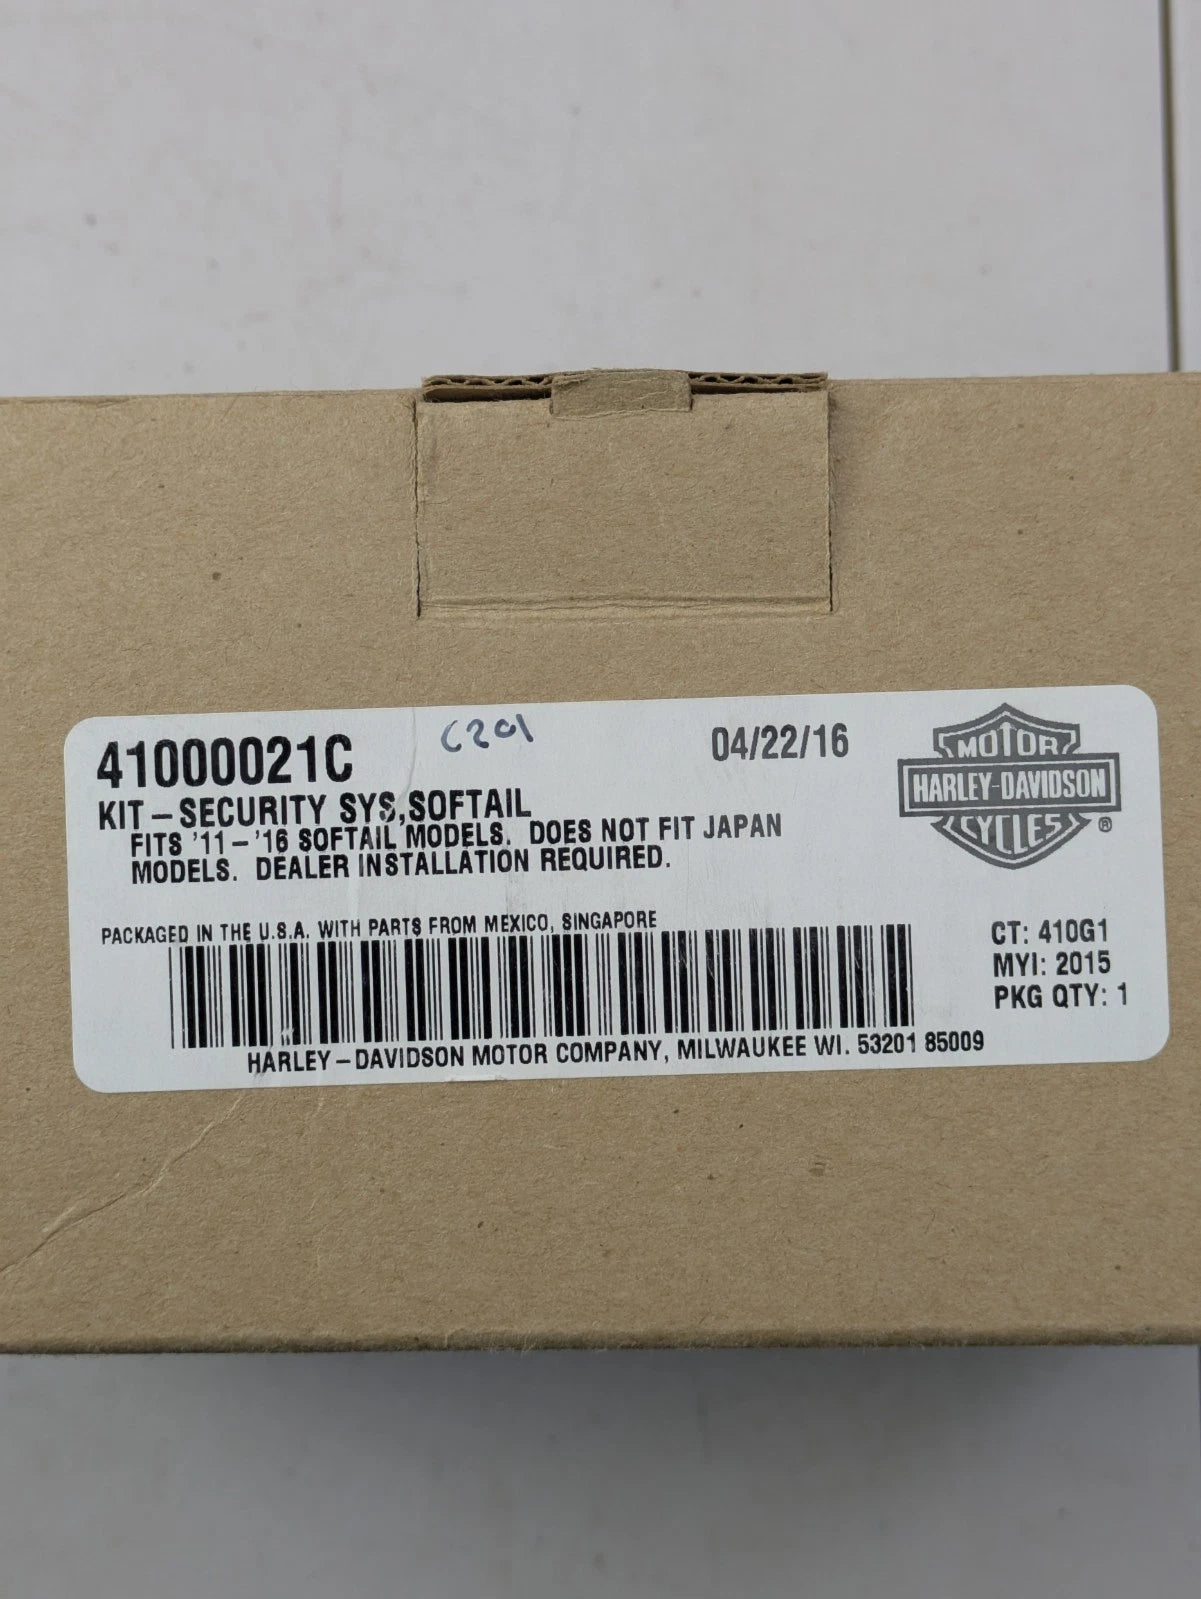 41000021C
C201
04/22/16
MOTOR
HARLEY-DAVIDSON
CYCLES
®
KIT-SECURITY SYS,SOFTAIL
FITS '11-'16 SOFTAIL MODELS. DOES NOT FIT JAPAN
MODELS. DEALER INSTALLATION REQUIRED.
PACKAGED IN THE U.S.A. WITH PARTS FROM MEXICO, SINGAPORE
CT: 410G1
MYI: 2015
PKG QTY: 1
HARLEY-DAVIDSON MOTOR COMPANY, MILWAUKEE WI. 53201 85009